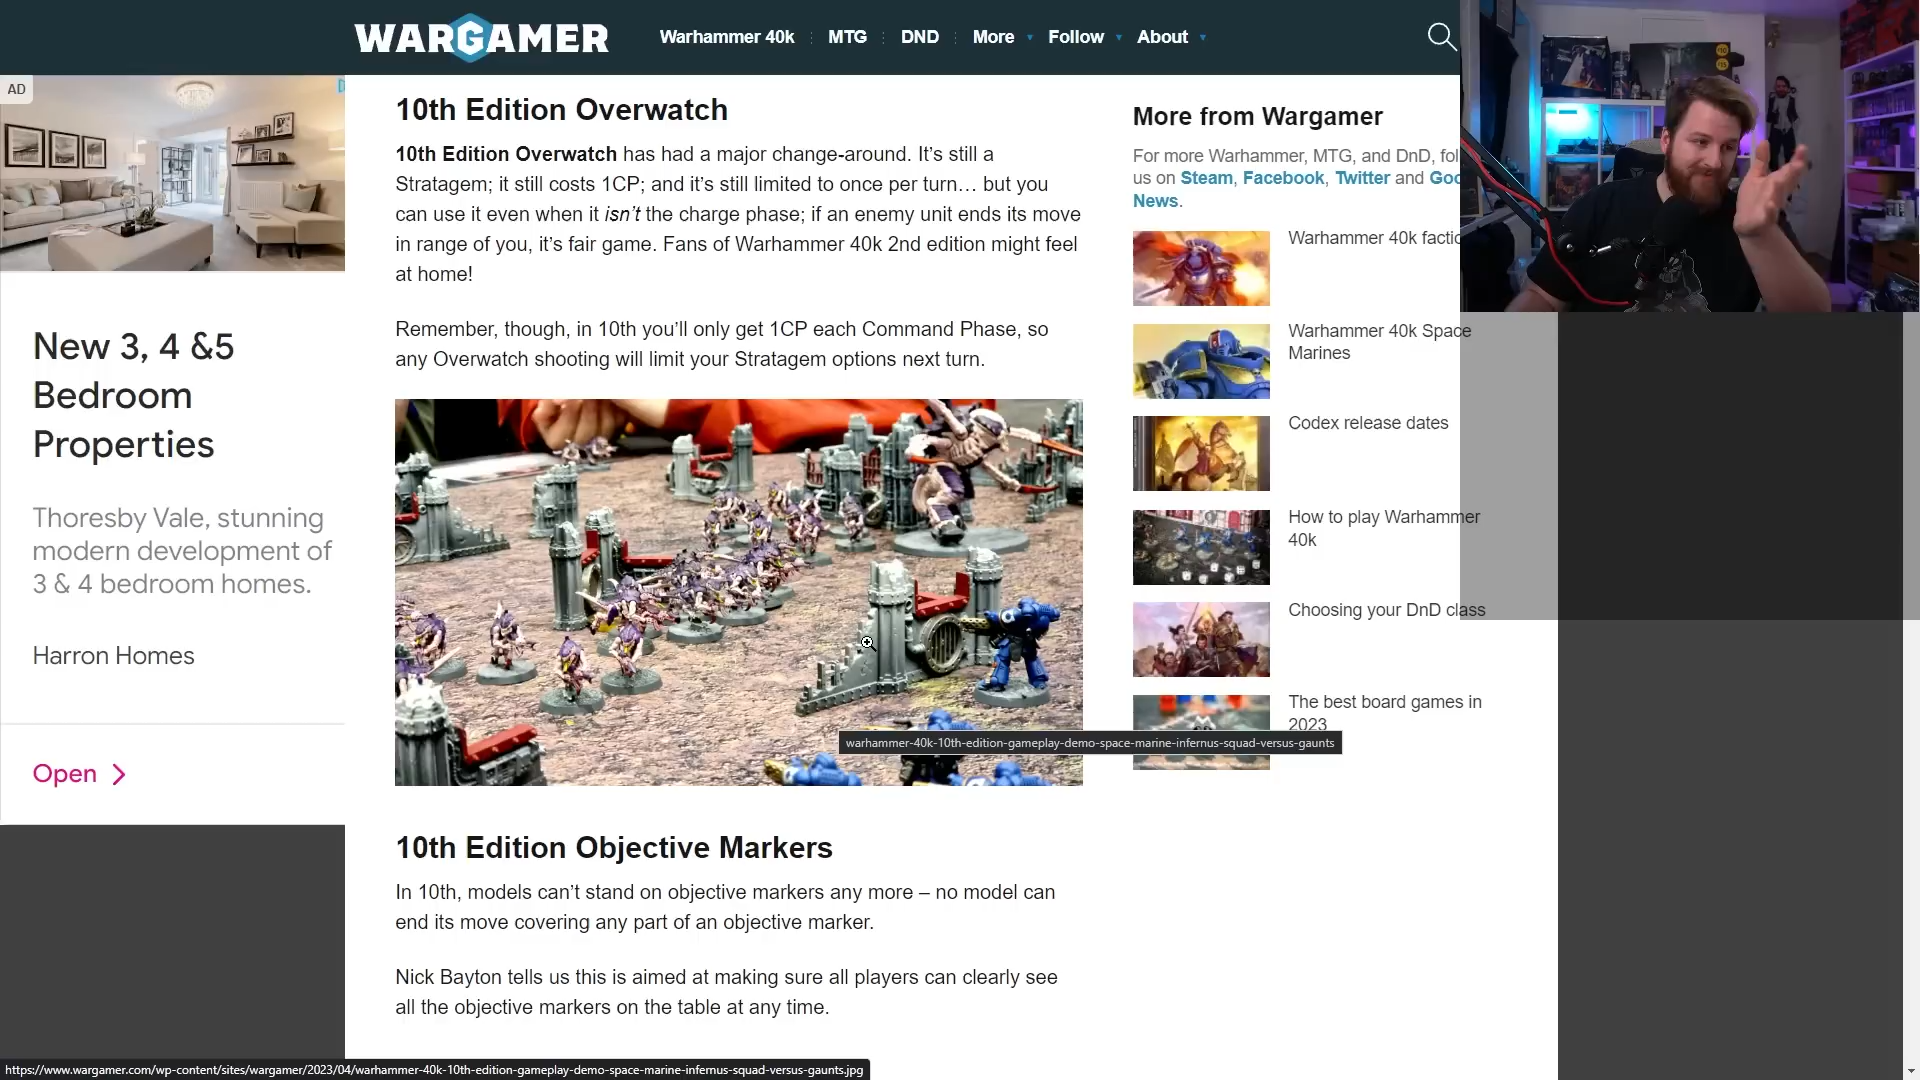 WARGAMER
Warhammer 40k
MTG
DND
More
Follow
About
AD
New 3, 4 &5
Bedroom
Properties
Thoresby Vale, stunning
modern development of
3 & 4 bedroom homes.
Harron Homes
Open
10th Edition Overwatch
10th Edition Overwatch has had a major change-around. It’s still a
Stratagem; it still costs 1CP; and it’s still limited to once per turn… but you
can use it even when it isn’t the charge phase; if an enemy unit ends its move
in range of you, it’s fair game. Fans of Warhammer 40k 2nd edition might feel
at home!
Remember, though, in 10th you’ll only get 1CP each Command Phase, so
any Overwatch shooting will limit your Stratagem options next turn.
warhammer-40k-10th-edition-gameplay-demo-space-marine-infernus-squad-versus-gaunts
10th Edition Objective Markers
In 10th, models can’t stand on objective markers any more – no model can
end its move covering any part of an objective marker.
Nick Bayton tells us this is aimed at making sure all players can clearly see
all the objective markers on the table at any time.
More from Wargamer
For more Warhammer, MTG, and DnD, fol
us on Steam, Facebook, Twitter and Goo
News.
Warhammer 40k factio
Warhammer 40k Space
Marines
Codex release dates
How to play Warhammer
40k
Choosing your DnD class
The best board games in
2023
https://www.wargamer.com/wp-content/sites/wargamer/2023/04/warhammer-40k-10th-edition-gameplay-demo-space-marine-infernus-squad-versus-gaunts.jpg